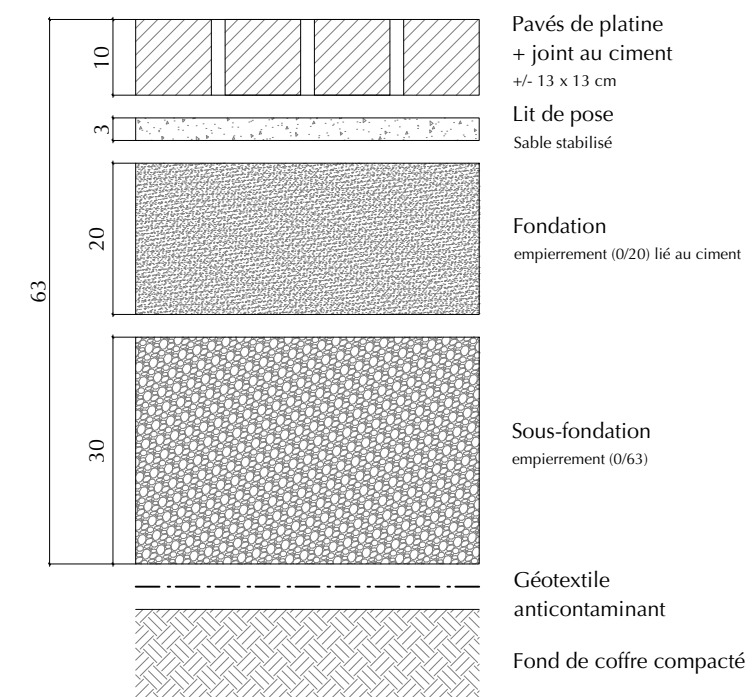 Pavés de platine
+ joint au ciment
+/- 13 x 13 cm
10
Lit de pose
Sable stabilisé
3
Fondation
empierrement (0/20) lié au ciment
20
63
Sous-fondation
empierrement (0/63)
30
Géotextile
anticontaminant
Fond de coffre compacté